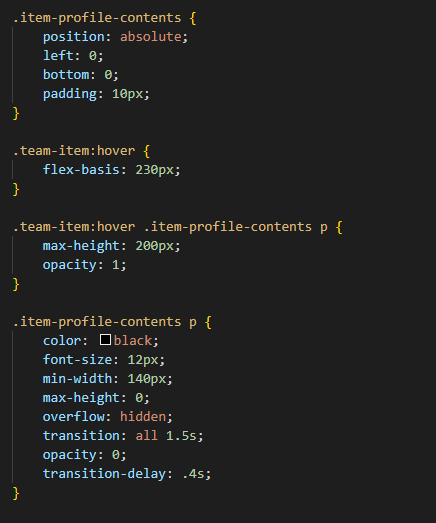 .item-profile-contents {
    position: absolute;
    left: 0;
    bottom: 0;
    padding: 10px;
}

.team-item:hover {
    flex-basis: 230px;
}

.team-item:hover .item-profile-contents p {
    max-height: 200px;
    opacity: 1;
}

.item-profile-contents p {
    color: black;
    font-size: 12px;
    min-width: 140px;
    max-height: 0;
    overflow: hidden;
    transition: all 1.5s;
    opacity: 0;
    transition-delay: .4s;
}